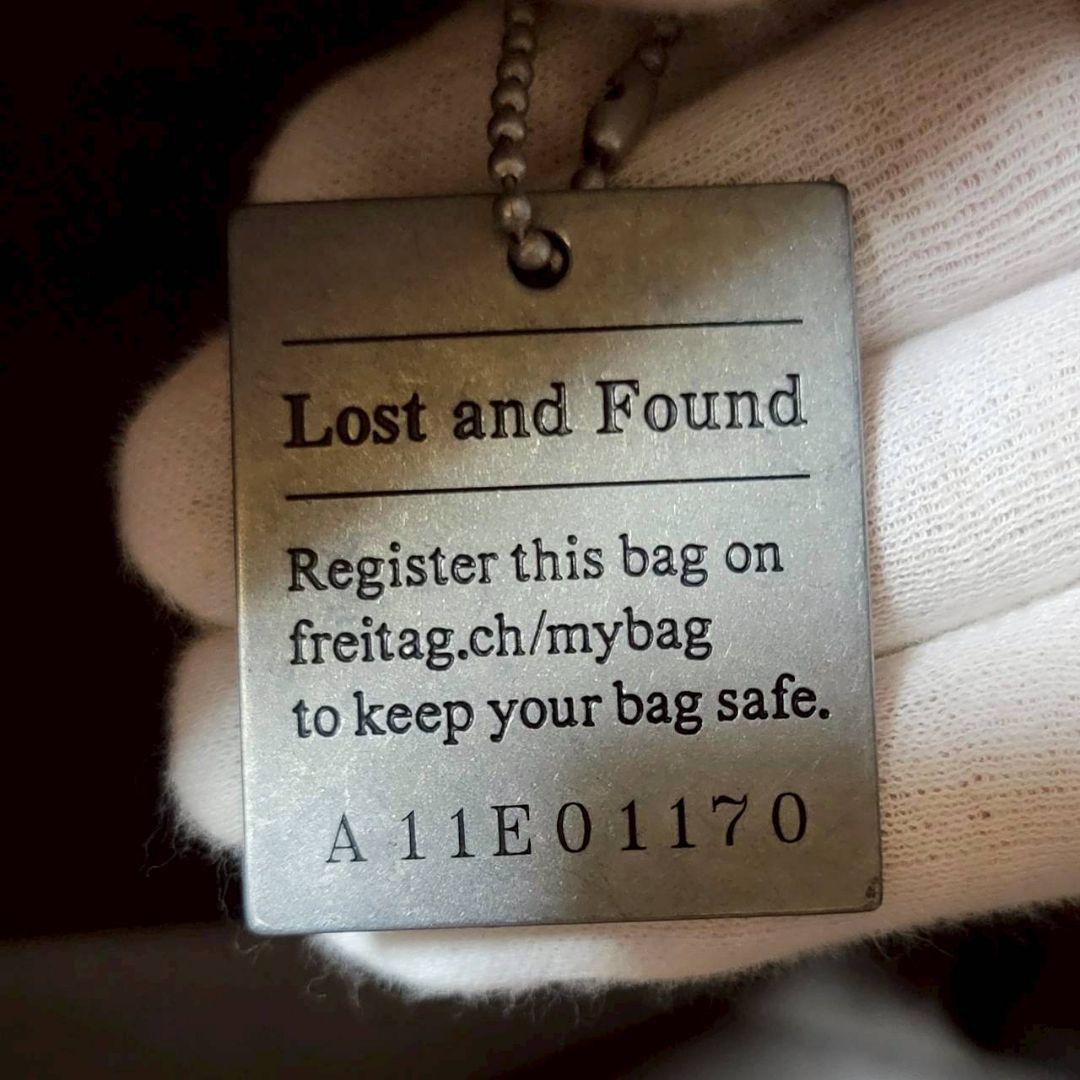 Lost and Found
Register this bag on
freitag.ch/mybag
to keep your bag safe.
A 11E01170